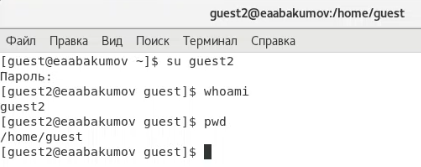 guest2@eaabakumov:/home/guest
Файл Правка Вид Поиск Терминал Справка
[guest@eaabakumov ~]$ su guest2
Пароль:
[guest2@eaabakumov guest]$ whoami
guest2
[guest2@eaabakumov guest]$ pwd
/home/guest
[guest2@eaabakumov guest]$